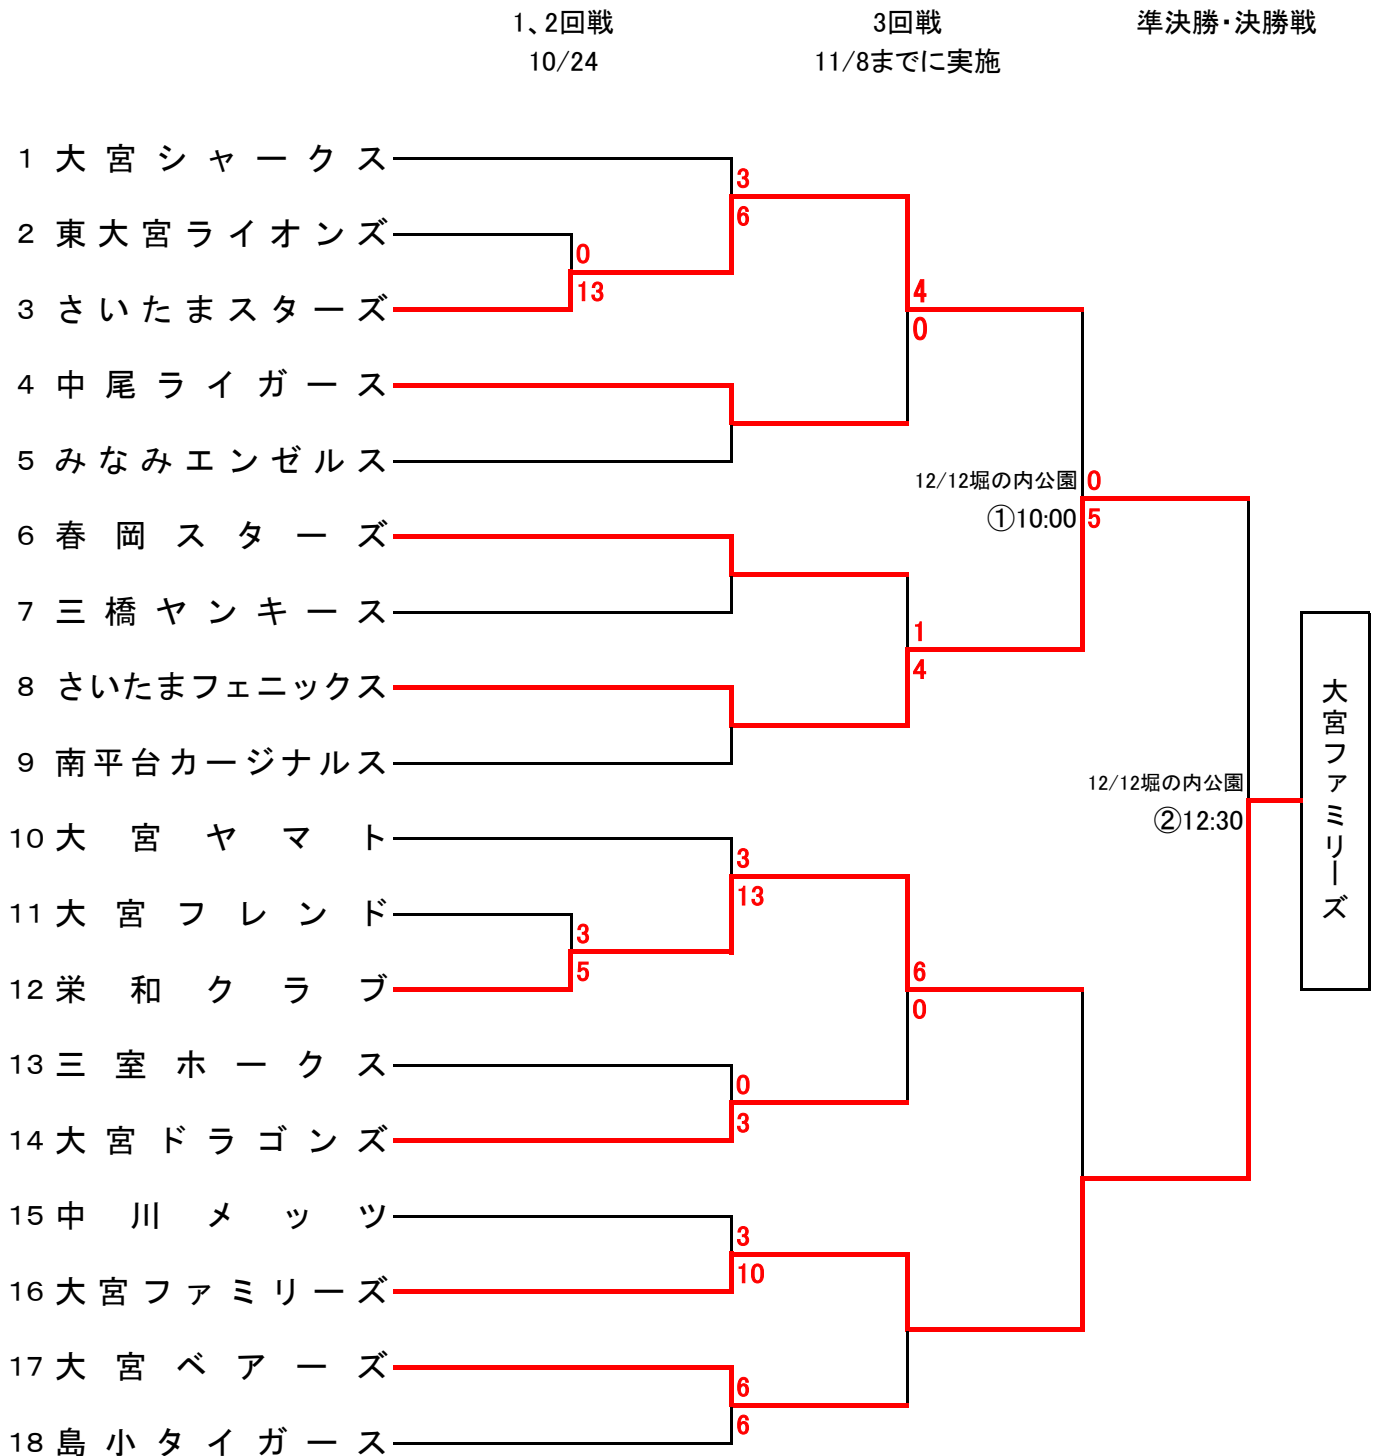 1、2回戦 3回戦 準決勝・決勝戦
10/24 11/8までに実施
1 大宮シャークス
3
2 東大宮ライオンズ
6
0
3 さいたまスターズ
13
4
0
4 中尾ライガース
5 みなみエンゼルス
12/12堀の内公園 0
①10:00 5
6 春岡スターズ
7 三橋ヤンキース
1
4
8 さいたまフェニックス
9 南平台カージナルス
大宮ファミリーズ
12/12堀の内公園
②12:30
10 大宮ヤマト
3
13
11 大宮フレンド
3
5
12 栄和クラブ
6
0
13 三室ホークス
0
3
14 大宮ドラゴンズ
15 中川メッツ
3
10
16 大宮ファミリーズ
17 大宮ベアーズ
6
6
18 島小タイガース